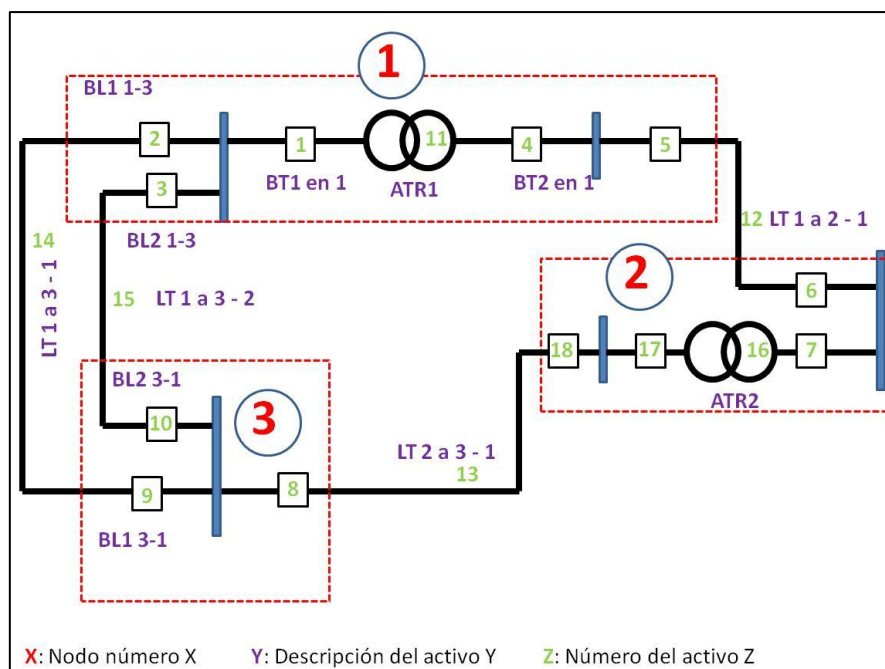 1
BL1 1-3
2
1
11
4
5
3
BT1 en 1
ATR1
BT2 en 1
BL2 1-3
14
LT 1 a 3 - 1
15 LT 1 a 3 - 2
12 LT 1 a 2 - 1
2
6
18
17
16
7
ATR2
BL2 3-1
3
10
LT 2 a 3 - 1
13
9
8
BL1 3-1
X: Nodo número X Y: Descripción del activo Y Z: Número del activo Z